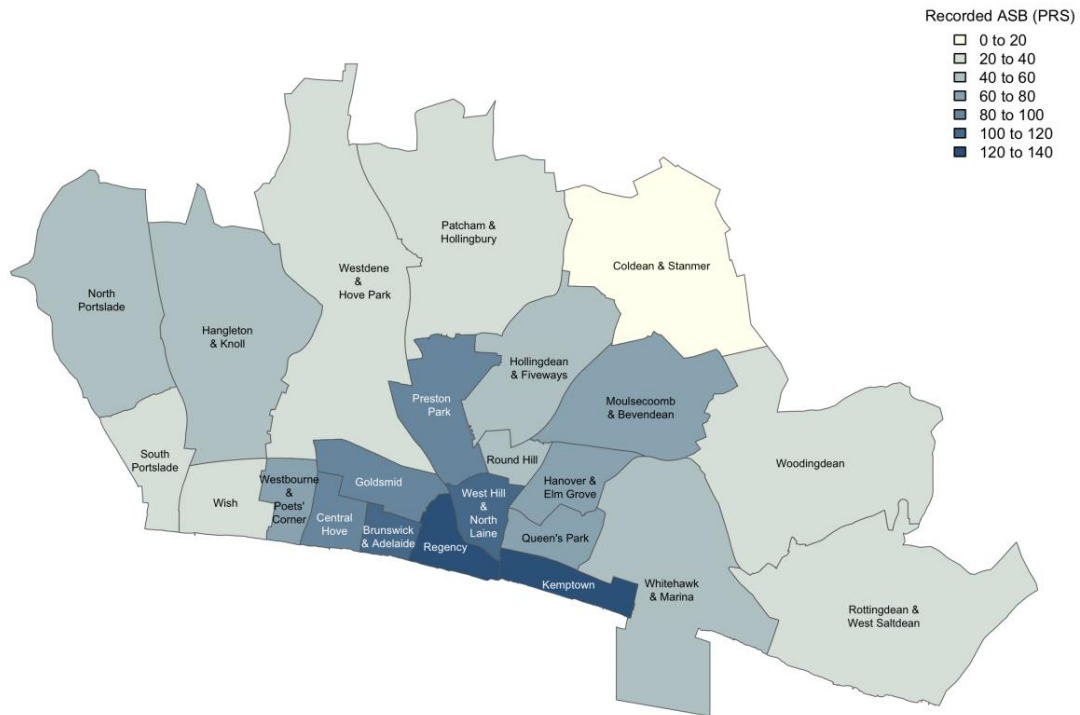 Recorded ASB (PRS)
0 to 20
20 to 40
40 to 60
60 to 80
80 to 100
100 to 120
120 to 140
Patcham &
Hollingbury
Coldean & Stanmer
Westdene
&
Hove Park
North
Portslade
Hangleton
& Knoll
Hollingdean
& Fiveways
Preston
Park
Moulsecoomb
& Bevendean
South
Portslade
Round Hill
Woodingdean
Westbourne
&
Poets'
Corner
Goldsmid
Hanover &
Elm Grove
Wish
West Hill
&
North
Laine
Central
Hove
Brunswick
& Adelaide
Regency
Queen's Park
Kemptown
Whitehawk
& Marina
Rottingdean &
West Saltdean